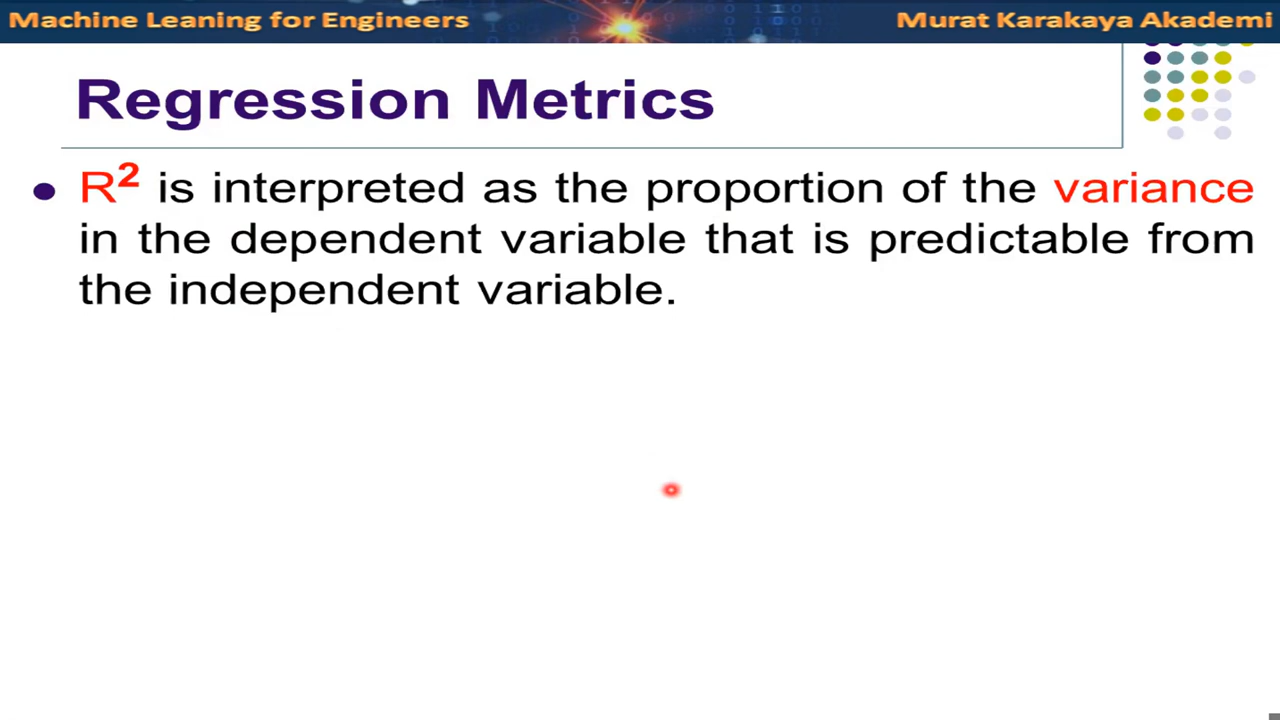 Machine Leaning for Engineers
Murat Karakaya Akademi
Regression Metrics
● R² is interpreted as the proportion of the variance
in the dependent variable that is predictable from
the independent variable.